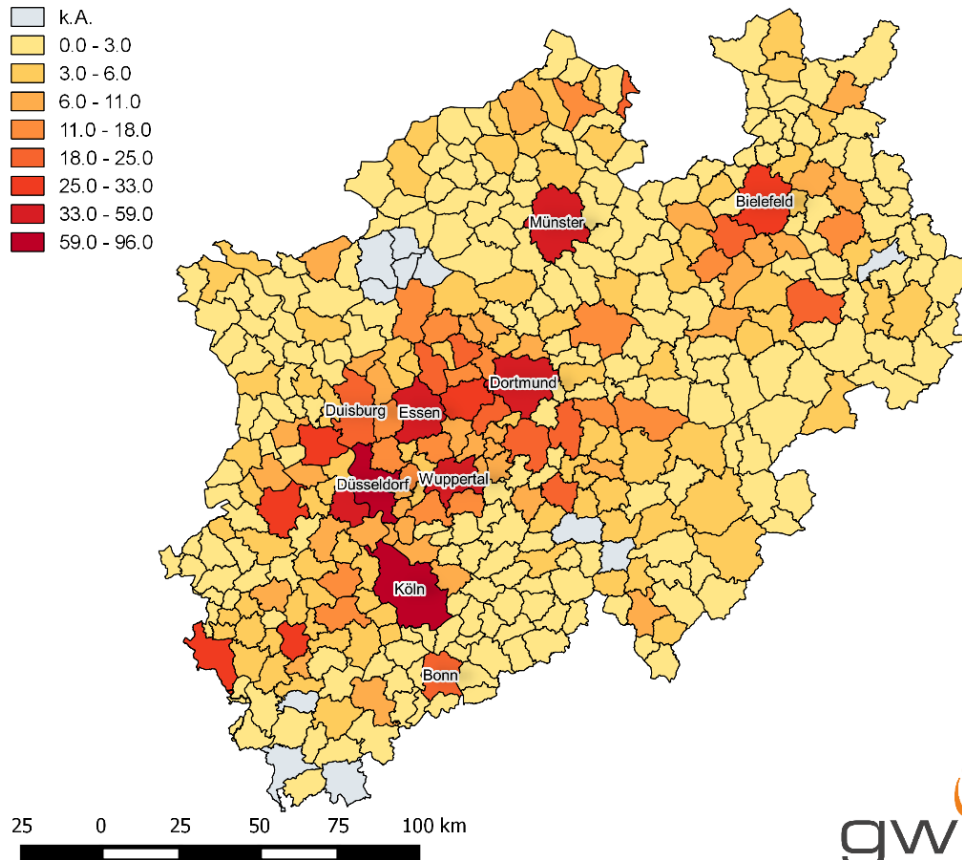 k.A.
0.0 - 3.0
3.0 - 6.0
6.0 - 11.0
11.0 - 18.0
18.0 - 25.0
25.0 - 33.0
33.0 - 59.0
59.0 - 96.0
Bielefeld
Münster
Dortmund
Duisburg
Essen
Wuppertal
Düsseldorf
Köln
Bonn
25 0 25 50 75 100 km
gw